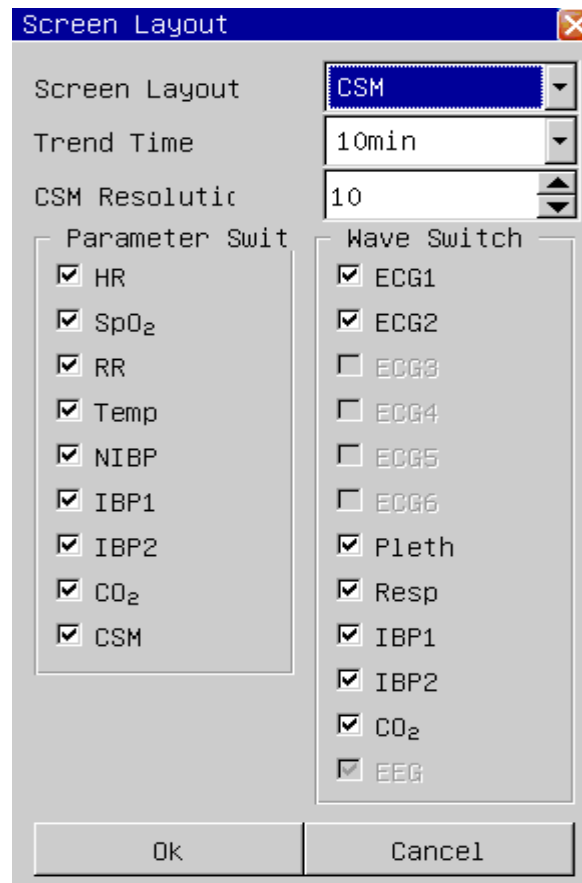 Screen Layout
Screen Layout CSM
Trend Time 10min
CSM Resolutic 10
Parameter Swit
HR
SpO₂
RR
Temp
NIBP
IBP1
IBP2
CO₂
CSM
Wave Switch
ECG1
ECG2
ECG3
ECG4
ECG5
ECG6
Pleth
Resp
IBP1
IBP2
CO₂
EEG
Ok Cancel